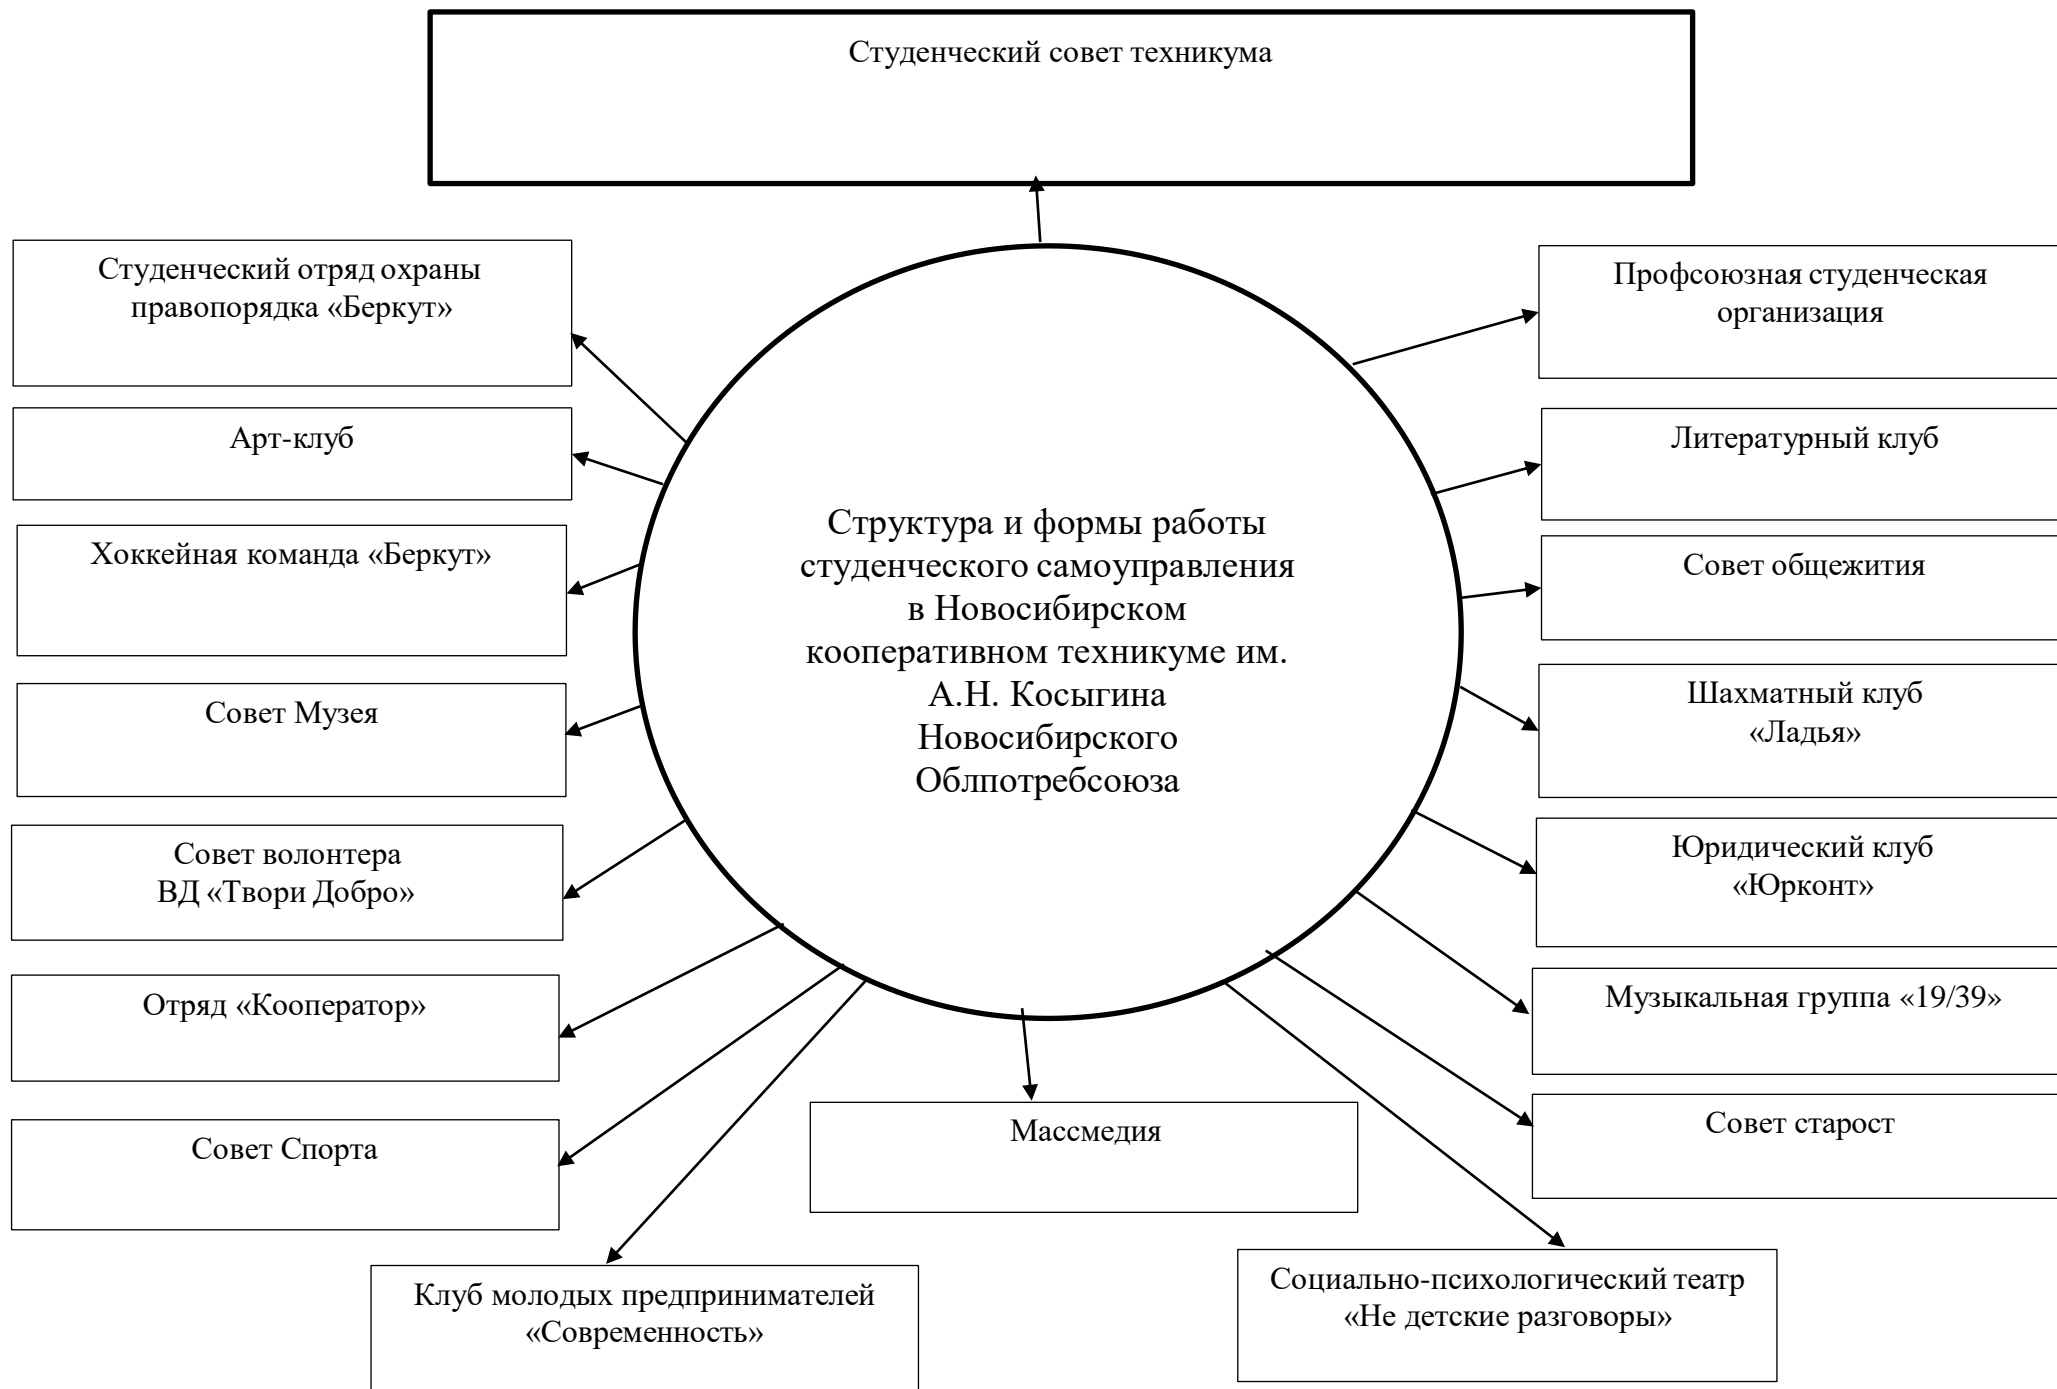 Студенческий совет техникума
Студенческий отряд охраны
правопорядка «Беркут»
Арт-клуб
Хоккейная команда «Беркут»
Совет Музея
Совет волонтера
ВД «Твори Добро»
Отряд «Кооператор»
Совет Спорта
Клуб молодых предпринимателей
«Современность»
Структура и формы работы
студенческого самоуправления
в Новосибирском
кооперативном техникуме им.
А.Н. Косыгина
Новосибирского
Облпотребсоюза
Массмедия
Профсоюзная студенческая
организация
Литературный клуб
Совет общежития
Шахматный клуб
«Ладья»
Юридический клуб
«Юрконт»
Музыкальная группа «19/39»
Совет старост
Социально-психологический театр
«Не детские разговоры»